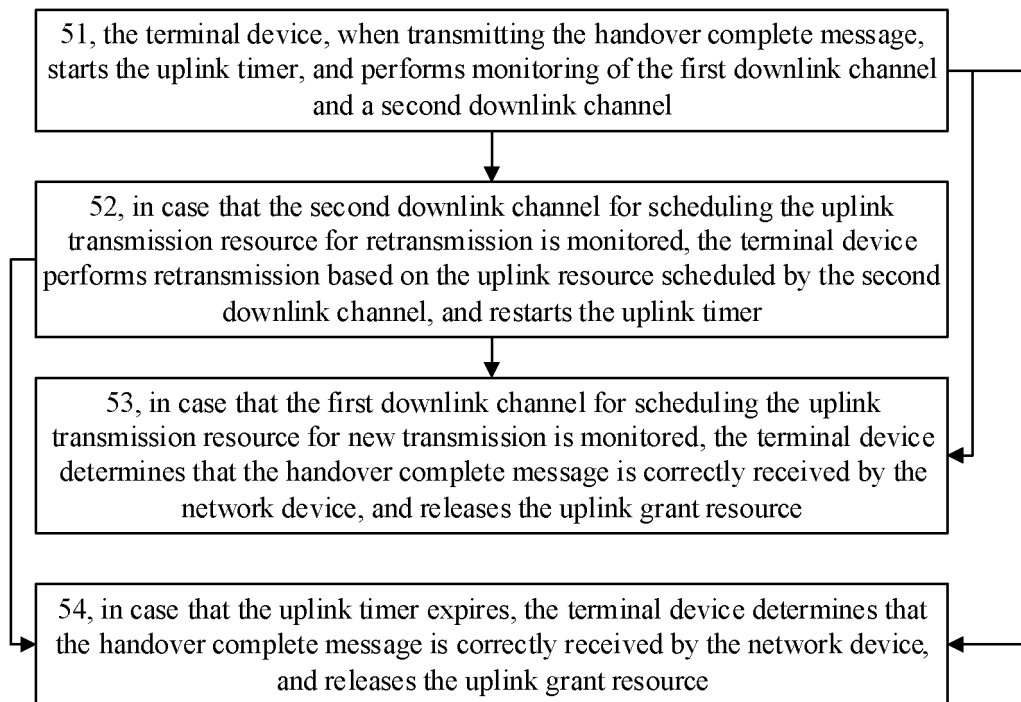 51, the terminal device, when transmitting the handover complete message,
starts the uplink timer, and performs monitoring of the first downlink channel
and a second downlink channel
52, in case that the second downlink channel for scheduling the uplink
transmission resource for retransmission is monitored, the terminal device
performs retransmission based on the uplink resource scheduled by the second
downlink channel, and restarts the uplink timer
53, in case that the first downlink channel for scheduling the uplink
transmission resource for new transmission is monitored, the terminal device
determines that the handover complete message is correctly received by the
network device, and releases the uplink grant resource
54, in case that the uplink timer expires, the terminal device determines that
the handover complete message is correctly received by the network device,
and releases the uplink grant resource